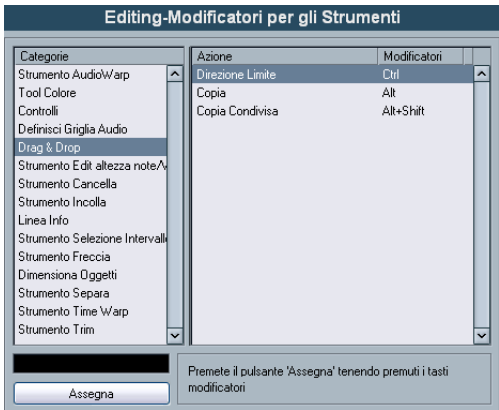 Editing-Modificatori per gli Strumenti
Categorie
Strumento AudioWarp
Tool Colore
Controlli
Definisci Griglia Audio
Drag & Drop
Strumento Edit altezza note/V
Strumento Cancella
Strumento Incolla
Linea Info
Strumento Selezione Intervalli
Strumento Freccia
Dimensiona Oggetti
Strumento Separa
Strumento Time Warp
Strumento Trim
Azione Modificatori
Direzione Limite Ctrl
Copia Alt
Copia Condivisa Alt+Shift
Assegna
Premete il pulsante 'Assegna' tenendo premuti i tasti
modificatori